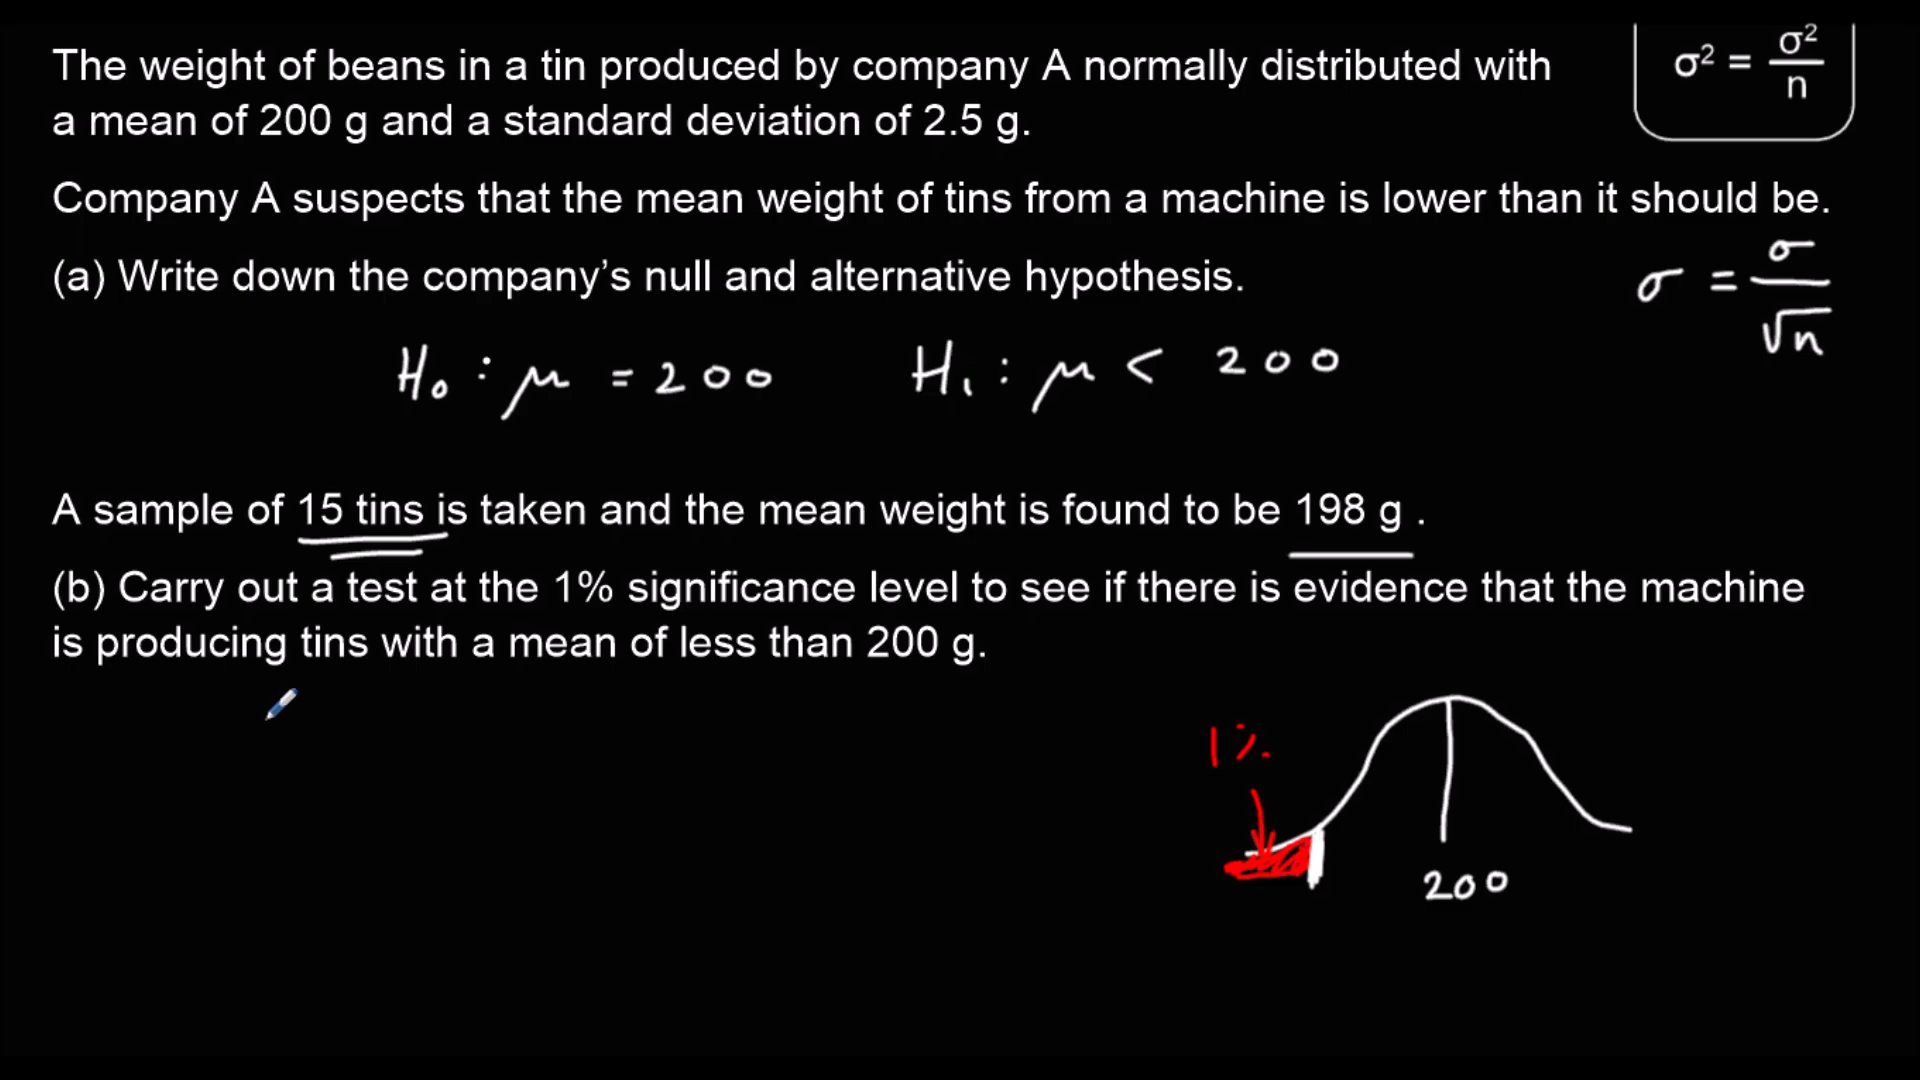 The weight of beans in a tin produced by company A normally distributed with
a mean of 200 g and a standard deviation of 2.5 g.
σ² = σ²/n
Company A suspects that the mean weight of tins from a machine is lower than it should be.
(a) Write down the company’s null and alternative hypothesis.
σ = σ/√n
H₀ : μ = 200 H₁ : μ < 200
A sample of 15 tins is taken and the mean weight is found to be 198 g .
(b) Carry out a test at the 1% significance level to see if there is evidence that the machine
is producing tins with a mean of less than 200 g.
1%
200